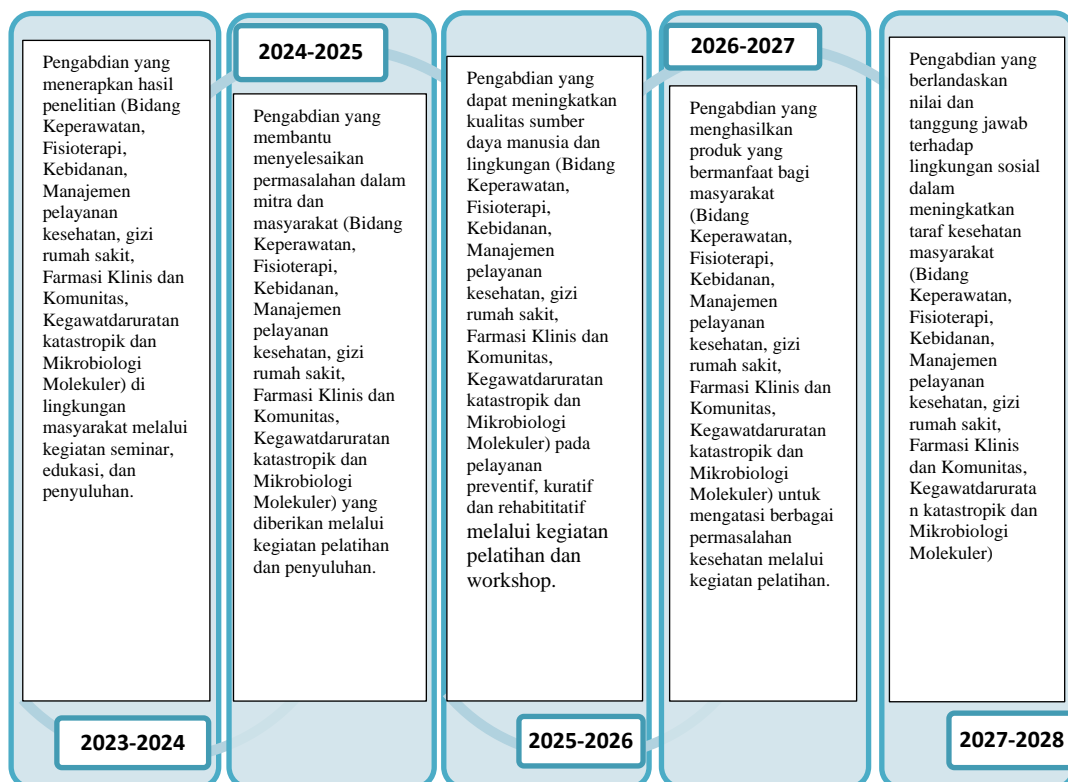 Pengabdian yang
menerapkan hasil
penelitian (Bidang
Keperawatan,
Fisioterapi,
Kebidanan,
Manajemen
pelayanan
kesehatan, gizi
rumah sakit,
Farmasi Klinis dan
Komunitas,
Kegawatdaruratan
katastropik dan
Mikrobiologi
Molekuler) di
lingkungan
masyarakat melalui
kegiatan seminar,
edukasi, dan
penyuluhan.
2023-2024
2024-2025
Pengabdian yang
membantu
menyelesaikan
permasalahan dalam
mitra dan
masyarakat (Bidang
Keperawatan,
Fisioterapi,
Kebidanan,
Manajemen
pelayanan
kesehatan, gizi
rumah sakit,
Farmasi Klinis dan
Komunitas,
Kegawatdaruratan
katastropik dan
Mikrobiologi
Molekuler) yang
diberikan melalui
kegiatan pelatihan
dan penyuluhan.
Pengabdian yang
dapat meningkatkan
kualitas sumber
daya manusia dan
lingkungan (Bidang
Keperawatan,
Fisioterapi,
Kebidanan,
Manajemen
pelayanan
kesehatan, gizi
rumah sakit,
Farmasi Klinis dan
Komunitas,
Kegawatdaruratan
katastropik dan
Mikrobiologi
Molekuler) pada
pelayanan
preventif, kuratif
dan rehabititatif
melalui kegiatan
pelatihan dan
workshop.
2025-2026
2026-2027
Pengabdian yang
menghasilkan
produk yang
bermanfaat bagi
masyarakat
(Bidang
Keperawatan,
Fisioterapi,
Kebidanan,
Manajemen
pelayanan
kesehatan, gizi
rumah sakit,
Farmasi Klinis dan
Komunitas,
Kegawatdaruratan
katastropik dan
Mikrobiologi
Molekuler) untuk
mengatasi berbagai
permasalahan
kesehatan melalui
kegiatan pelatihan.
Pengabdian yang
berlandaskan
nilai dan
tanggung jawab
terhadap
lingkungan sosial
dalam
meningkatkan
taraf kesehatan
masyarakat
(Bidang
Keperawatan,
Fisioterapi,
Kebidanan,
Manajemen
pelayanan
kesehatan, gizi
rumah sakit,
Farmasi Klinis
dan Komunitas,
Kegawatdarurata
n katastropik dan
Mikrobiologi
Molekuler)
2027-2028